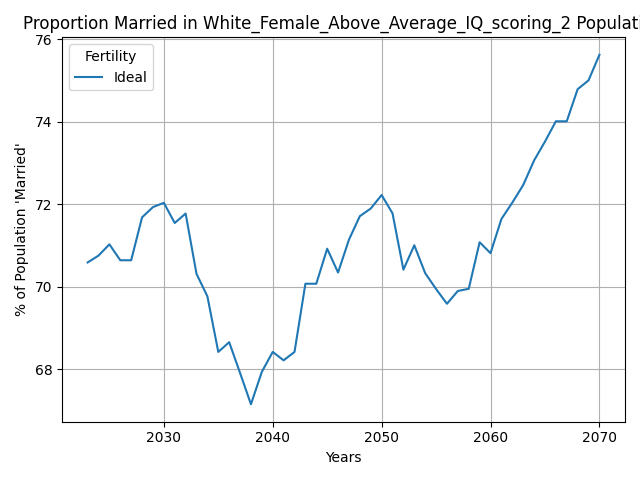 Proportion Married in White_Female_Above_Average_IQ_scoring_2 Populati
Fertility
Ideal
% of Population 'Married'
76
74
72
70
68
2030 2040 2050 2060 2070
Years